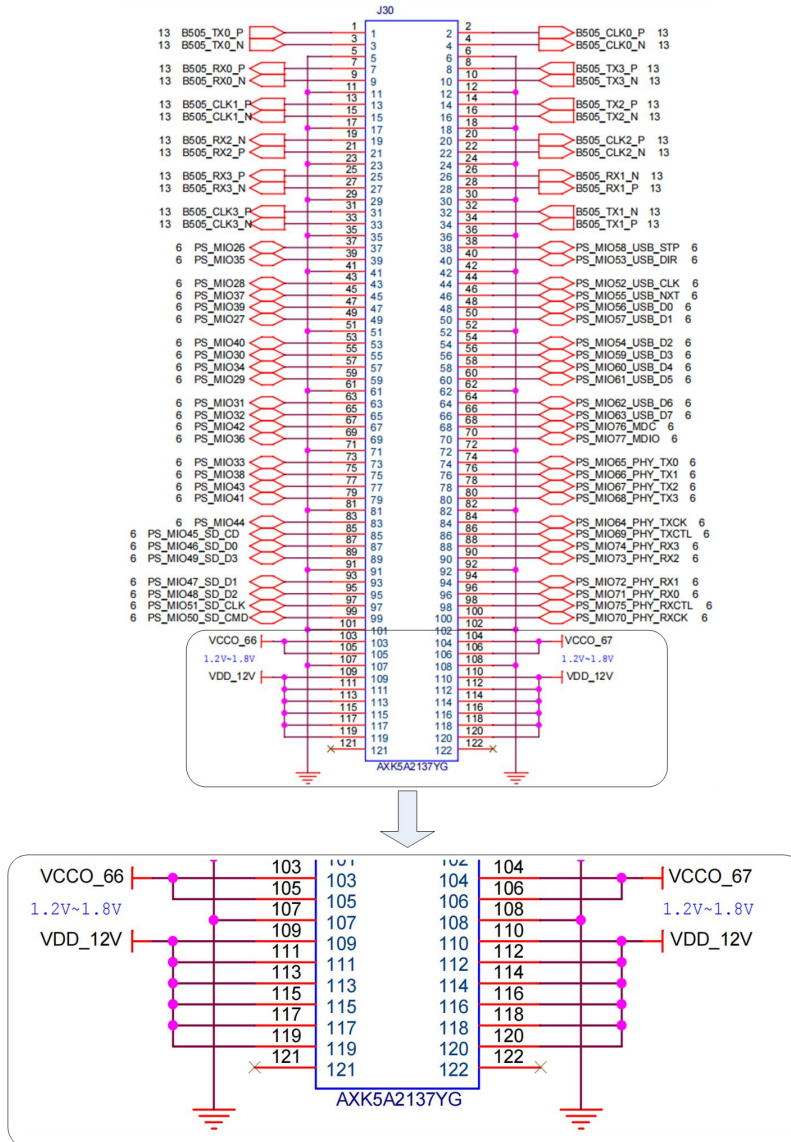 J30
13 B505_TX0_P 1 1 2 2 B505_CLK0_P 13
13 B505_TX0_N 3 3 4 4 B505_CLK0_N 13
5 5 6 6
13 B505_RX0_P 7 7 8 8 B505_TX3_P 13
13 B505_RX0_N 9 9 10 10 B505_TX3_N 13
11 11 12 12
13 B505_CLK1_P 13 13 14 14 B505_TX2_P 13
13 B505_CLK1_N 15 15 16 16 B505_TX2_N 13
17 17 18 18
13 B505_RX2_N 19 19 20 20 B505_CLK2_P 13
13 B505_RX2_P 21 21 22 22 B505_CLK2_N 13
23 23 24 24
13 B505_RX3_P 25 25 26 26 B505_RX1_N 13
13 B505_RX3_N 27 27 28 28 B505_RX1_P 13
29 29 30 30
13 B505_CLK3_P 31 31 32 32 B505_TX1_N 13
13 B505_CLK3_N 33 33 34 34 B505_TX1_P 13
35 35 36 36
6 PS_MIO26 37 37 38 38 PS_MIO58_USB_STP 6
6 PS_MIO35 39 39 40 40 PS_MIO53_USB_DIR 6
41 41 42 42
6 PS_MIO28 43 43 44 44 PS_MIO52_USB_CLK 6
6 PS_MIO37 45 45 46 46 PS_MIO55_USB_NXT 6
6 PS_MIO39 47 47 48 48 PS_MIO56_USB_D0 6
6 PS_MIO27 49 49 50 50 PS_MIO57_USB_D1 6
51 51 52 52
6 PS_MIO40 53 53 54 54 PS_MIO54_USB_D2 6
6 PS_MIO30 55 55 56 56 PS_MIO59_USB_D3 6
6 PS_MIO34 57 57 58 58 PS_MIO60_USB_D4 6
6 PS_MIO29 59 59 60 60 PS_MIO61_USB_D5 6
61 61 62 62
6 PS_MIO31 63 63 64 64 PS_MIO62_USB_D6 6
6 PS_MIO32 65 65 66 66 PS_MIO63_USB_D7 6
6 PS_MIO42 67 67 68 68 PS_MIO76_MDC 6
6 PS_MIO36 69 69 70 70 PS_MIO77_MDIO 6
71 71 72 72
6 PS_MIO33 73 73 74 74 PS_MIO65_PHY_TX0 6
6 PS_MIO38 75 75 76 76 PS_MIO66_PHY_TX1 6
6 PS_MIO43 77 77 78 78 PS_MIO67_PHY_TX2 6
6 PS_MIO41 79 79 80 80 PS_MIO68_PHY_TX3 6
81 81 82 82
6 PS_MIO44 83 83 84 84 PS_MIO64_PHY_TXCK 6
6 PS_MIO45_SD_CD 85 85 86 86 PS_MIO69_PHY_TXCTL 6
6 PS_MIO46_SD_D0 87 87 88 88 PS_MIO74_PHY_RX3 6
6 PS_MIO49_SD_D3 89 89 90 90 PS_MIO73_PHY_RX2 6
91 91 92 92
6 PS_MIO47_SD_D1 93 93 94 94 PS_MIO72_PHY_RX1 6
6 PS_MIO48_SD_D2 95 95 96 96 PS_MIO71_PHY_RX0 6
6 PS_MIO51_SD_CLK 97 97 98 98 PS_MIO75_PHY_RXCTL 6
6 PS_MIO50_SD_CMD 99 99 100 100 PS_MIO70_PHY_RXCK 6
101 101 102 102
VCCO_66 103 103 104 104 VCCO_67
105 105 106 106
1.2V~1.8V 107 107 108 108 1.2V~1.8V
VDD_12V 109 109 110 110 VDD_12V
111 111 112 112
113 113 114 114
115 115 116 116
117 117 118 118
119 119 120 120
121 121 122 122
AXK5A2137YG
101 102
VCCO_66 103 103 104 104 VCCO_67
105 105 106 106
1.2V~1.8V 107 107 108 108 1.2V~1.8V
VDD_12V 109 109 110 110 VDD_12V
111 111 112 112
113 113 114 114
115 115 116 116
117 117 118 118
119 119 120 120
121 121 122 122
AXK5A2137YG